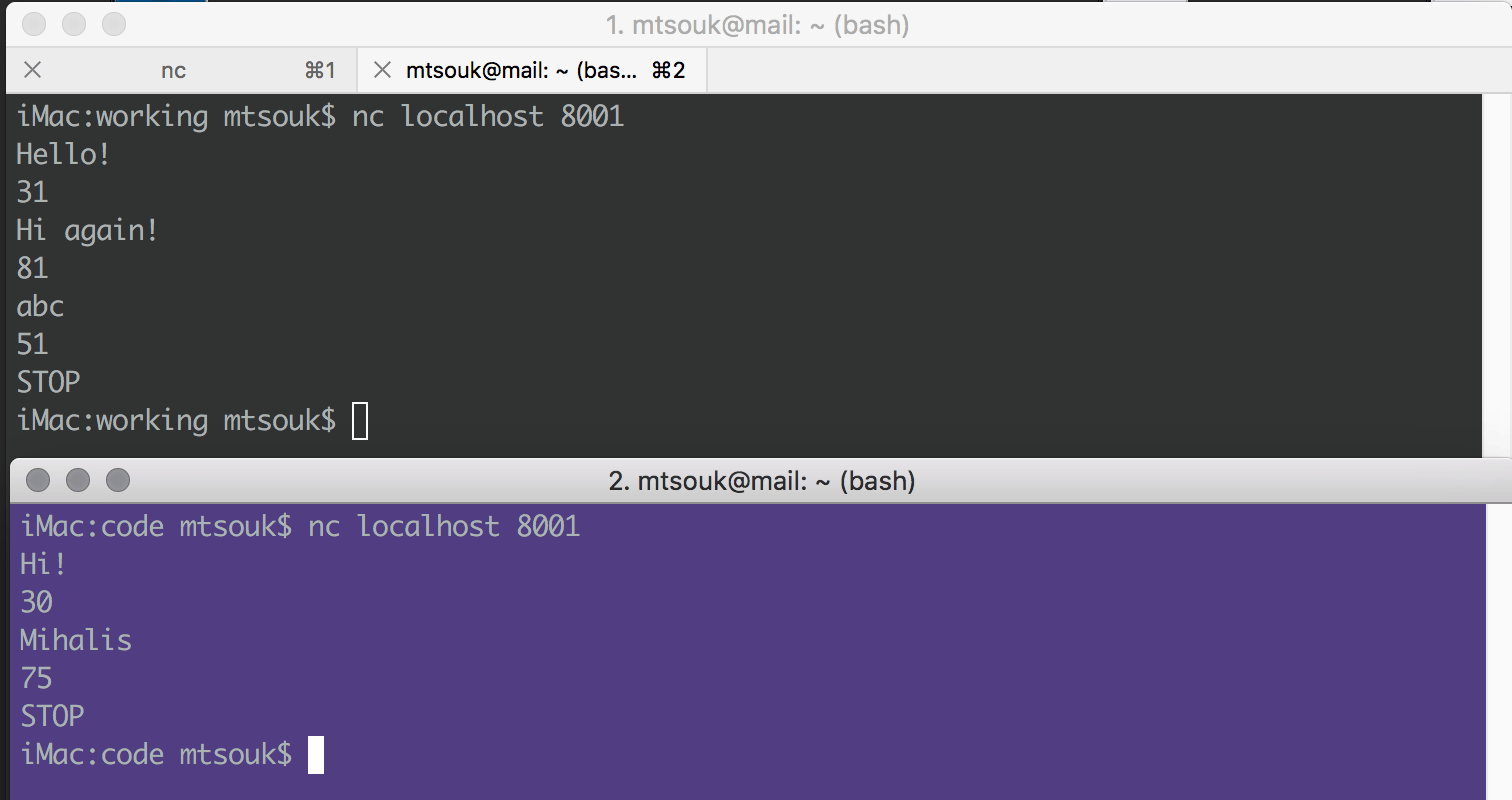 1. mtsouk@mail: ~ (bash)
nc ⌘1 mtsouk@mail: ~ (bas... ⌘2
iMac:working mtsouk$ nc localhost 8001
Hello!
31
Hi again!
81
abc
51
STOP
iMac:working mtsouk$
2. mtsouk@mail: ~ (bash)
iMac:code mtsouk$ nc localhost 8001
Hi!
30
Mihalis
75
STOP
iMac:code mtsouk$